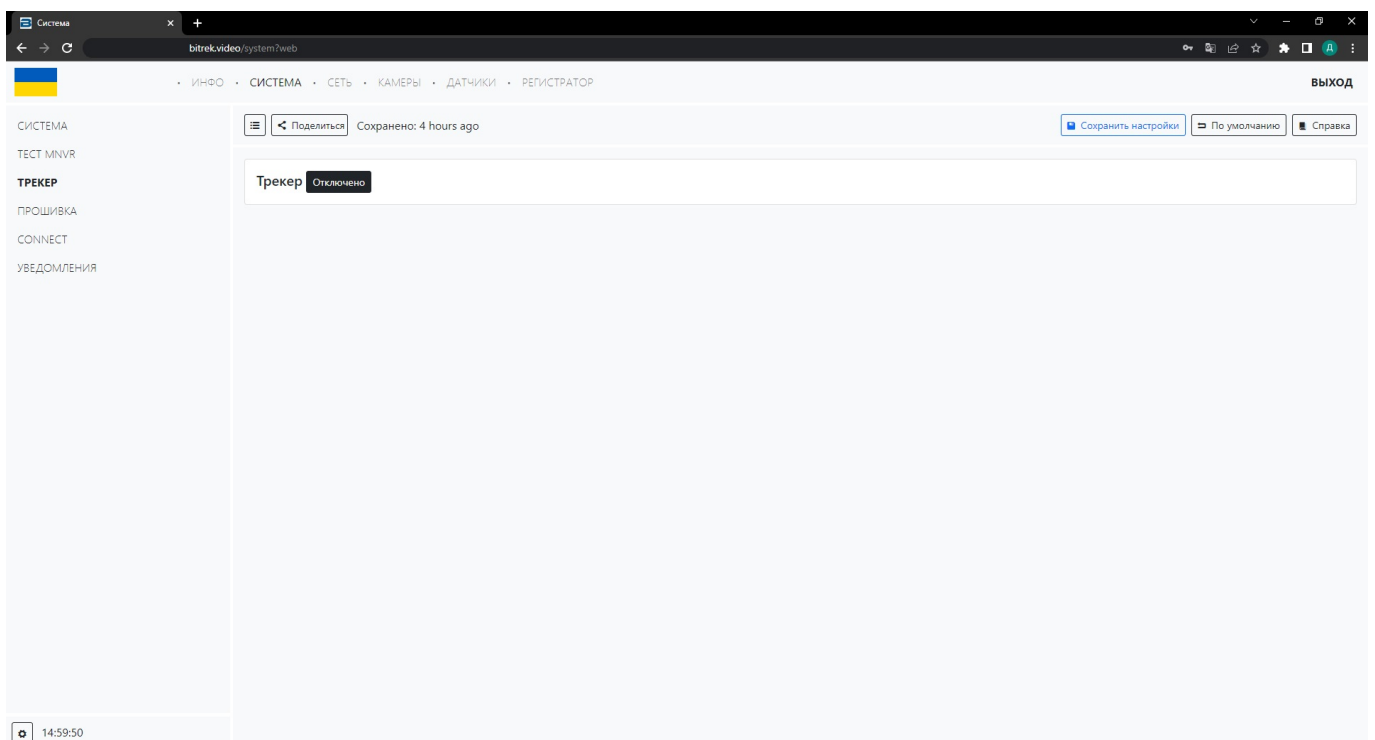 Система
bitrek.video/system?web
Д
• ИНФО • СИСТЕМА • СЕТЬ • КАМЕРЫ • ДАТЧИКИ • РЕГИСТРАТОР
ВЫХОД
СИСТЕМА
ТЕСТ MNVR
ТРЕКЕР
ПРОШИВКА
CONNECT
УВЕДОМЛЕНИЯ
Поделиться Сохранено: 4 hours ago
Сохранить настройки По умолчанию Справка
Трекер Отключено
14:59:50